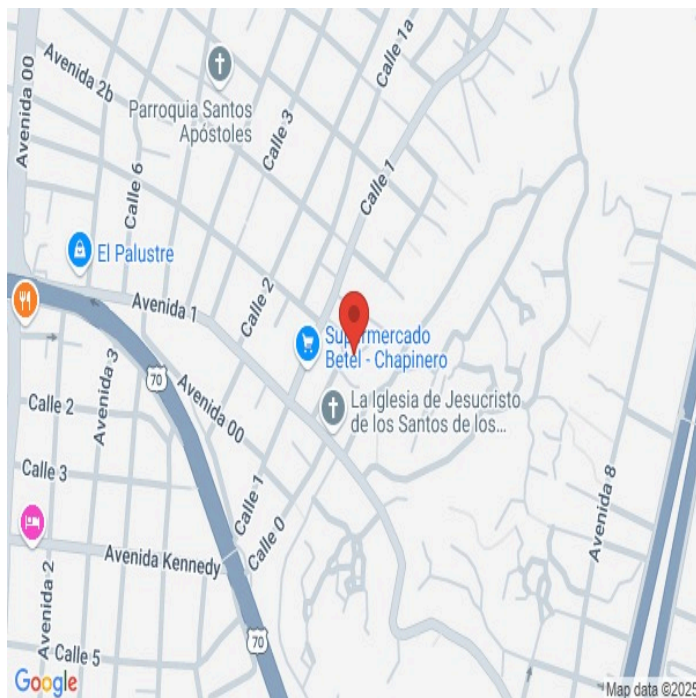 Avenida 00
Avenida 2b
Parroquia Santos
Apóstoles
Calle 1a
Calle 3
Calle 6
Calle 1
El Palustre
Avenida 1
Calle 2
Supermercado
Betel - Chapinero
70
Avenida 3
Avenida 00
La Iglesia de Jesucristo
de los Santos de los...
Calle 2
Calle 3
Calle 1
Calle 0
Avenida 8
Avenida 2
Avenida Kennedy
70
Calle 5
Google
Map data ©2025